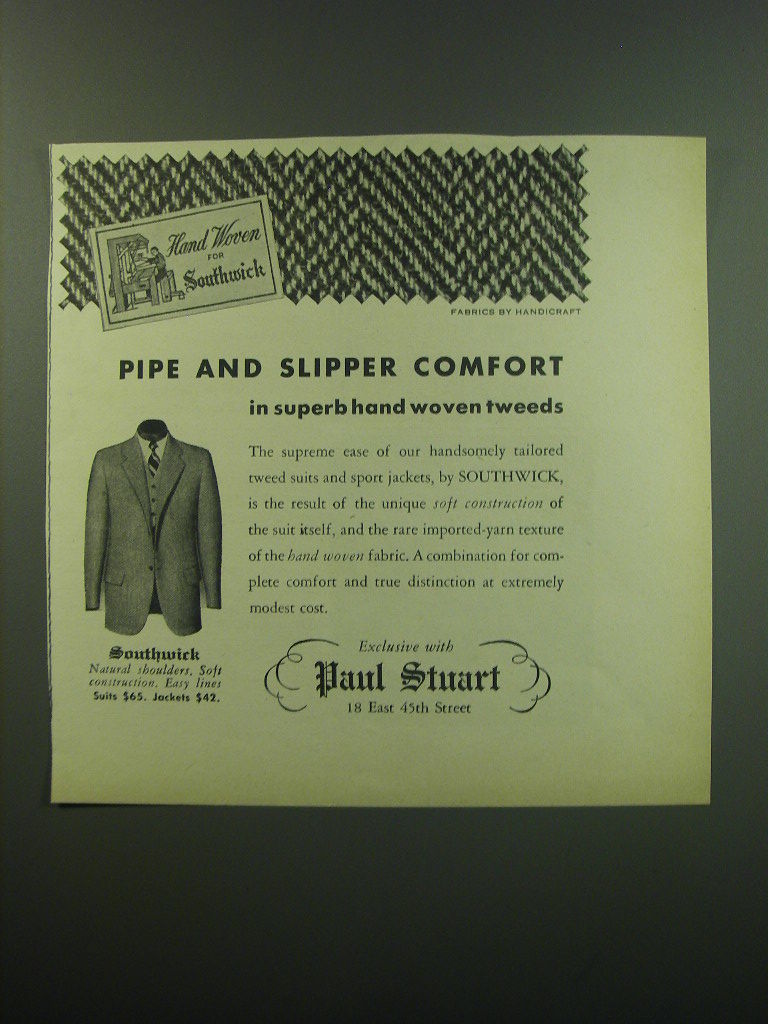 Hand Woven
FOR
Southwick
FABRICS BY HANDICRAFT
PIPE AND SLIPPER COMFORT
in superb hand woven tweeds
The supreme ease of our handsomely tailored
tweed suits and sport jackets, by SOUTHWICK,
is the result of the unique soft construction of
the suit itself, and the rare imported-yarn texture
of the hand woven fabric. A combination for com-
plete comfort and true distinction at extremely
modest cost.
Southwick
Natural shoulders. Soft
construction. Easy lines
Suits $65. Jackets $42.
Exclusive with
Paul Stuart
18 East 45th Street